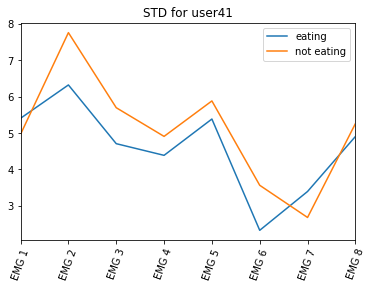 STD for user41
eating
not eating
8
7
6
5
4
3
EMG 1
EMG 2
EMG 3
EMG 4
EMG 5
EMG 6
EMG 7
EMG 8